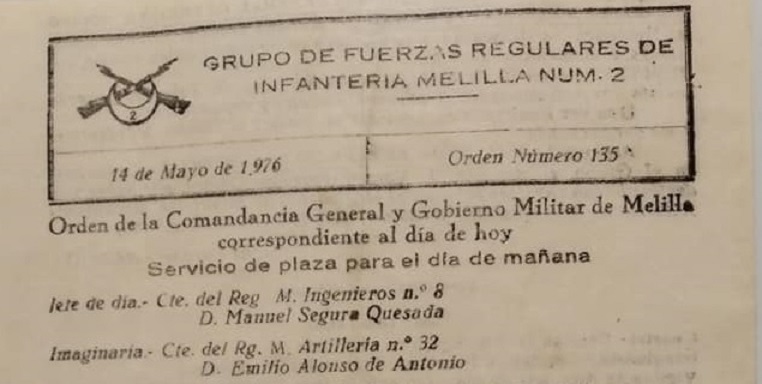 GRUPO DE FUERZAS REGULARES DE
INFANTERIA MELILLA NUM. 2
2
14 de Mayo de 1,976
Orden Número 135
Orden de la Comandancia General y Gobierno Militar de Melilla
correspondiente al día de hoy
Servicio de plaza para el día de mañana
Jefe de día.- Cte. del Reg M. Ingenieros n.º 8
D. Manuel Segura Quesada
Imaginaria.- Cte. del Rg. M. Artillería n.º 32
D. Emilio Alonso de Antonio